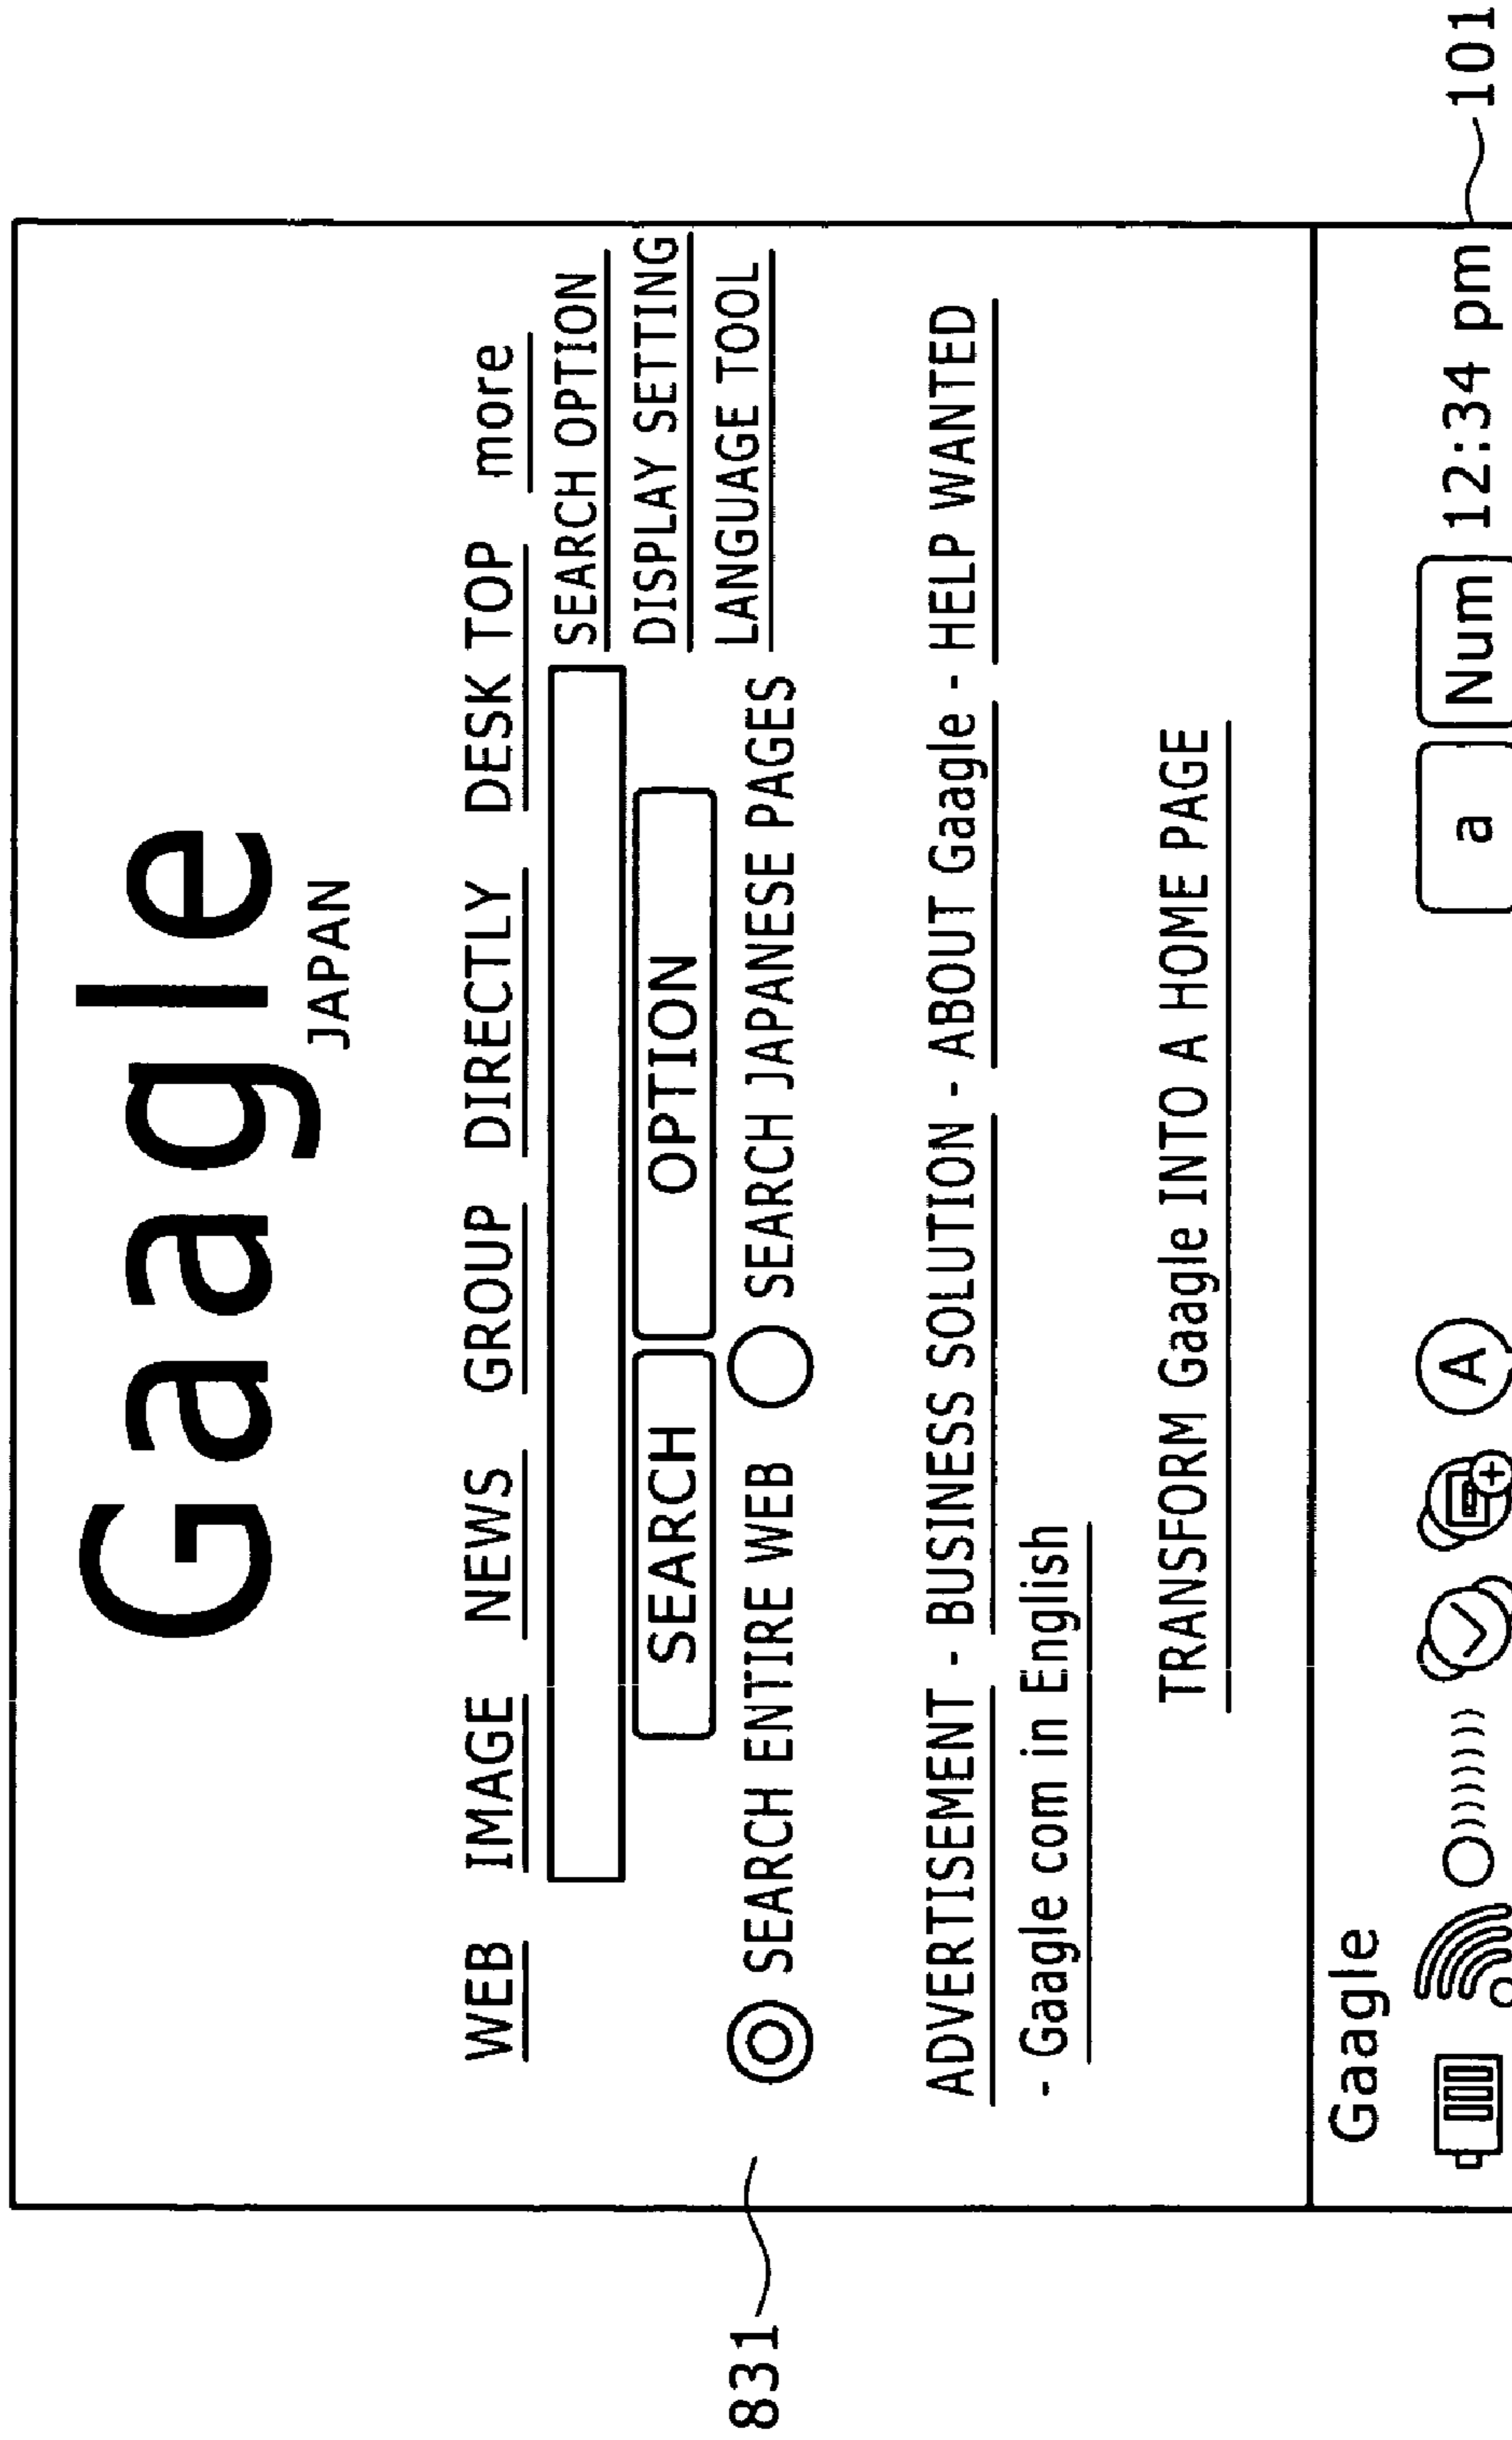 Gaagle
JAPAN
WEB IMAGE NEWS GROUP DIRECTLY DESK TOP more
SEARCH OPTION
DISPLAY SETTING
LANGUAGE TOOL
SEARCH OPTION
SEARCH ENTIRE WEB SEARCH JAPANESE PAGES
831
ADVERTISEMENT - BUSINESS SOLUTION - ABOUT Gaagle - HELP WANTED
- Gaagle com in English
TRANSFORM Gaagle INTO A HOME PAGE
Gaagle
A a Num 12:34 pm
101